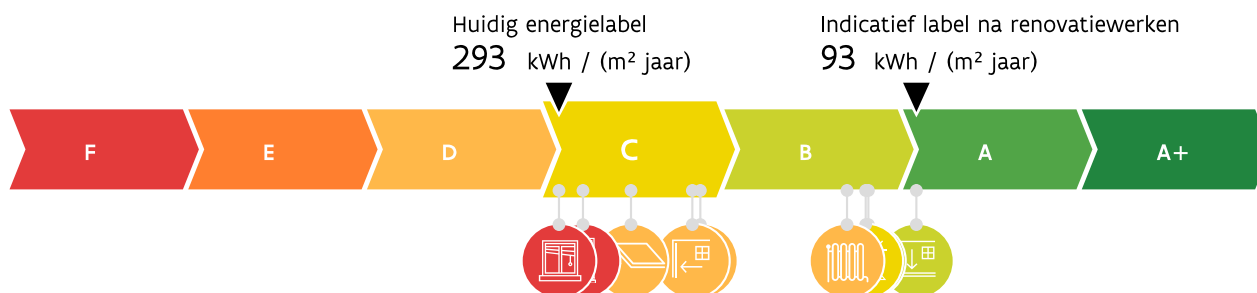 Huidig energielabel
293 kWh / (m² jaar)
Indicatief label na renovatiewerken
93 kWh / (m² jaar)
F E D C B A A+